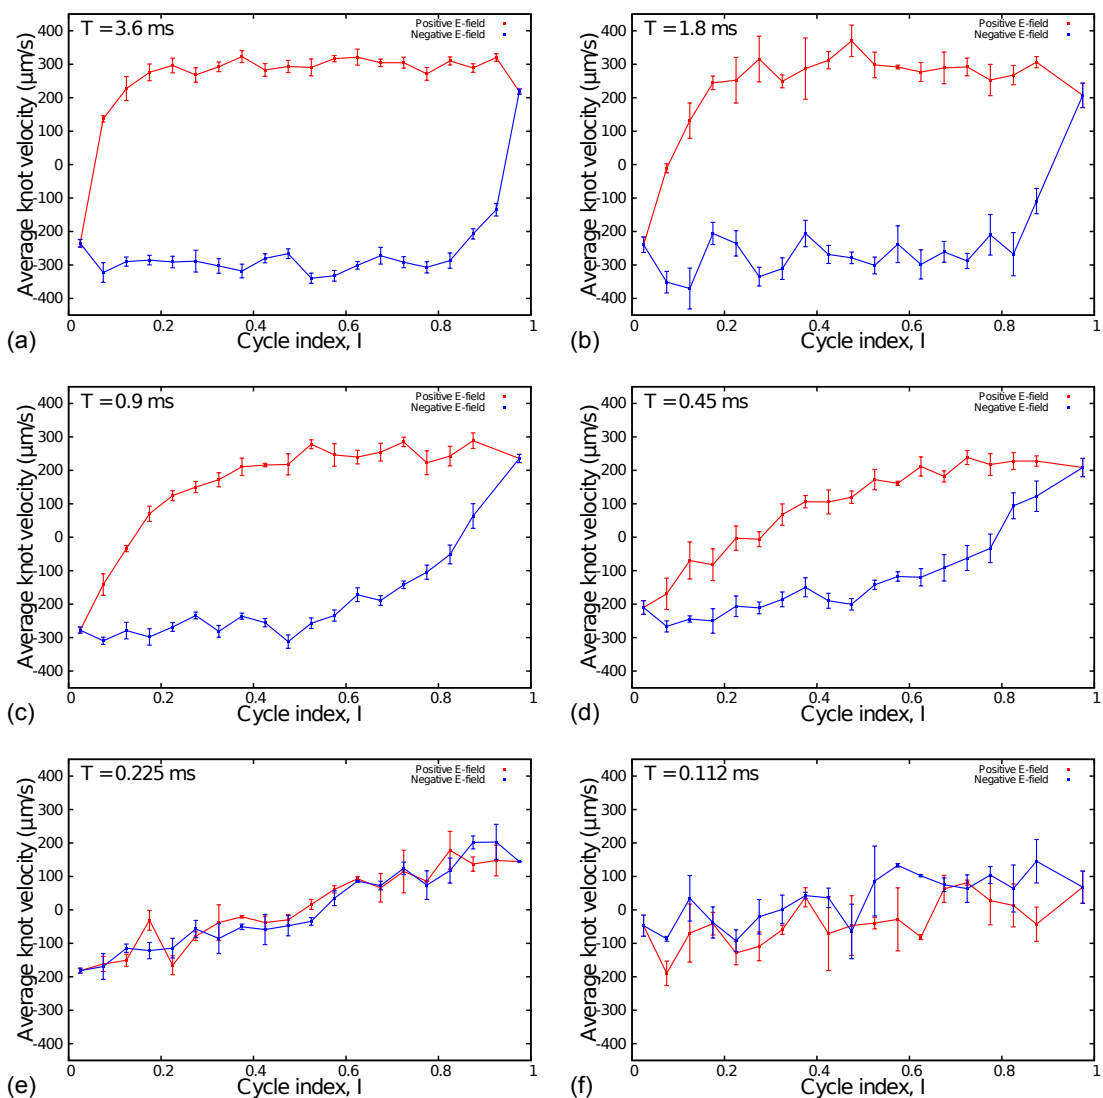 T = 3.6 ms
Positive E-field
Negative E-field
400
300
200
100
0
-100
-200
-300
-400
Average knot velocity (μm/s)
0
0.2
0.4
0.6
0.8
1
Cycle index, I
(a)
T = 1.8 ms
Positive E-field
Negative E-field
400
300
200
100
0
-100
-200
-300
-400
Average knot velocity (μm/s)
0
0.2
0.4
0.6
0.8
1
Cycle index, I
(b)
T = 0.9 ms
Positive E-field
Negative E-field
400
300
200
100
0
-100
-200
-300
-400
Average knot velocity (μm/s)
0
0.2
0.4
0.6
0.8
1
Cycle index, I
(c)
T = 0.45 ms
Positive E-field
Negative E-field
400
300
200
100
0
-100
-200
-300
-400
Average knot velocity (μm/s)
0
0.2
0.4
0.6
0.8
1
Cycle index, I
(d)
T = 0.225 ms
Positive E-field
Negative E-field
400
300
200
100
0
-100
-200
-300
-400
Average knot velocity (μm/s)
0
0.2
0.4
0.6
0.8
1
Cycle index, I
(e)
T = 0.112 ms
Positive E-field
Negative E-field
400
300
200
100
0
-100
-200
-300
-400
Average knot velocity (μm/s)
0
0.2
0.4
0.6
0.8
1
Cycle index, I
(f)